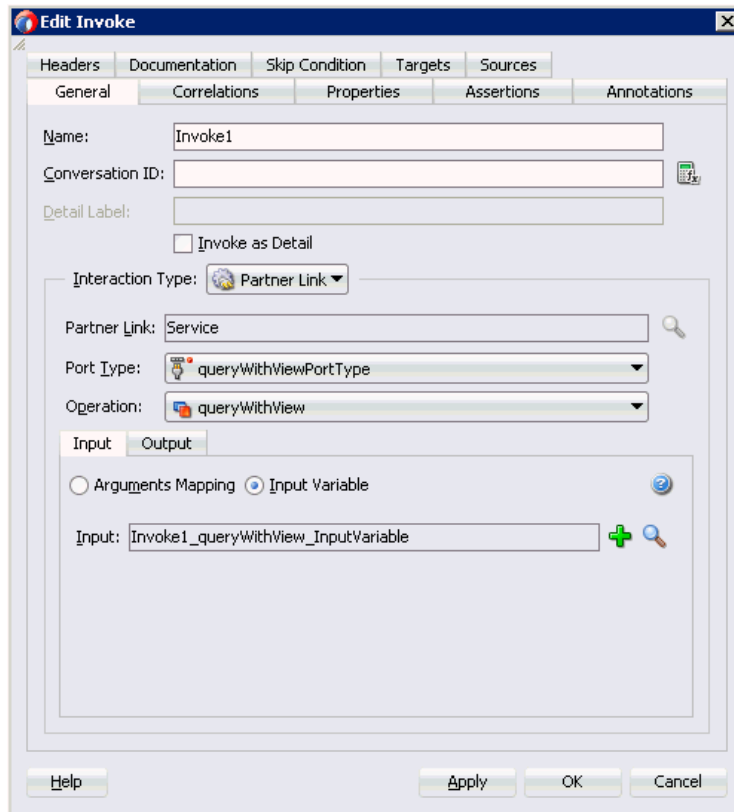 Edit Invoke
Headers Documentation Skip Condition Targets Sources
General Correlations Properties Assertions Annotations
Name: Invoke1
Conversation ID:
Detail Label:
Invoke as Detail
Interaction Type: Partner Link
Partner Link: Service
Port Type: queryWithViewPortType
Operation: queryWithView
Input Output
Arguments Mapping Input Variable
Input: Invoke1_queryWithView_InputVariable
Help Apply OK Cancel